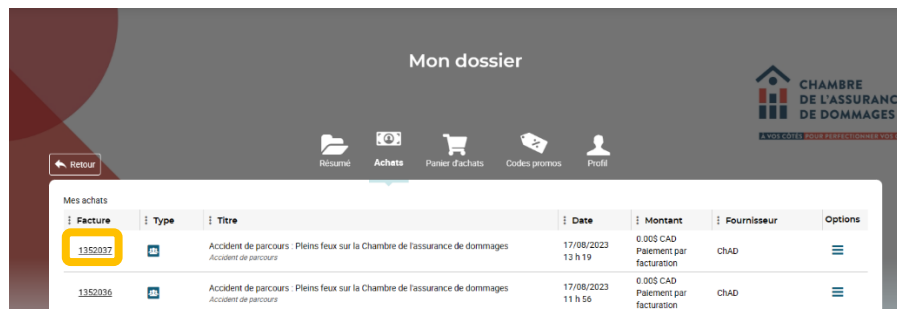 Mon dossier
CHAMBRE
DE L'ASSURANC
DE DOMMAGES
À VOS CÔTÉS POUR PERFECTIONNER VOS
Retour
Résumé Achats Panier d'achats Codes promos Profil
Mes achats
Facture Type Titre Date Montant Fournisseur Options
1352037 Accident de parcours : Pleins feux sur la Chambre de l'assurance de dommages 17/08/2023 0.00$ CAD ChAD
Accident de parcours 13 h 19 Paiement par
facturation
1352036 Accident de parcours : Pleins feux sur la Chambre de l'assurance de dommages 17/08/2023 0.00$ CAD ChAD
Accident de parcours 11 h 56 Paiement par
facturation